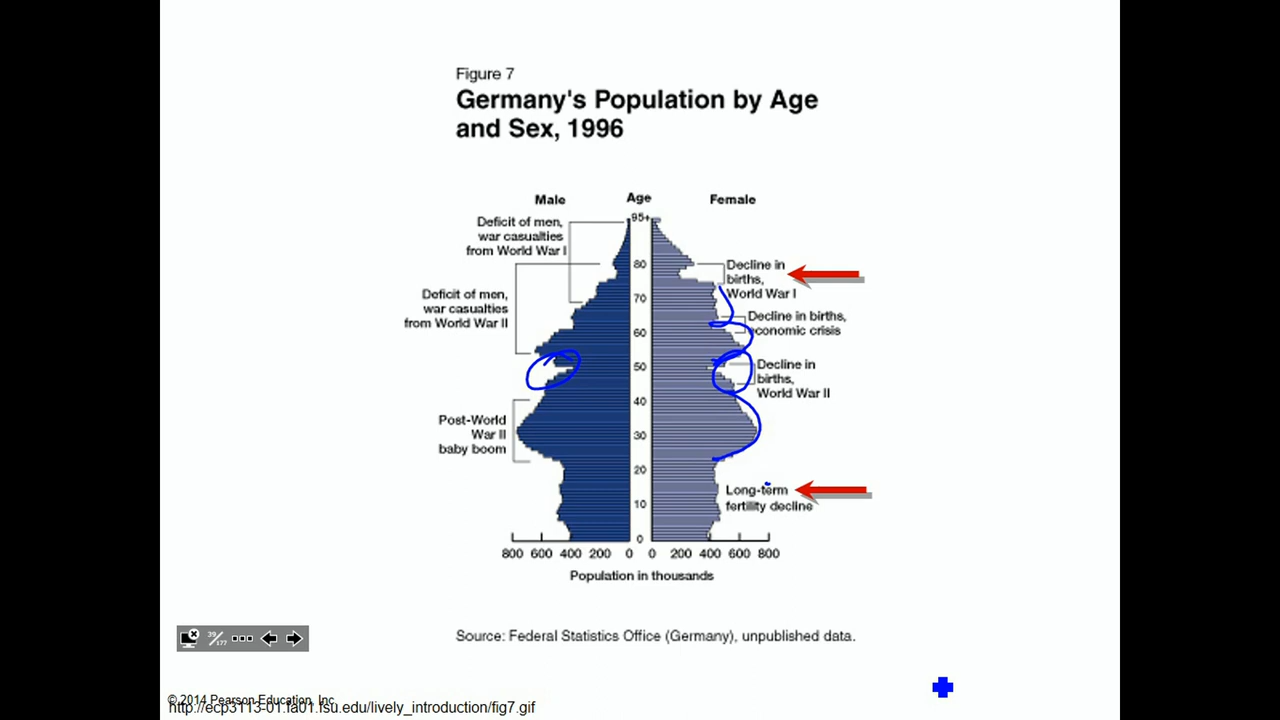 Figure 7
Germany's Population by Age
and Sex, 1996
Male
Age
Female
Deficit of men,
war casualties
from World War I
Deficit of men,
war casualties
from World War II
Post-World
War II
baby boom
95+
80
70
60
50
40
30
20
10
0
Decline in
births,
World War I
Decline in births,
economic crisis
Decline in
births,
World War II
Long-term
fertility decline
800 600 400 200 0 0 200 400 600 800
Population in thousands
39/177
Source: Federal Statistics Office (Germany), unpublished data.
© 2014 Pearson Education, Inc.
http://ecp3113-01.fa01.fsu.edu/lively_introduction/fig7.gif